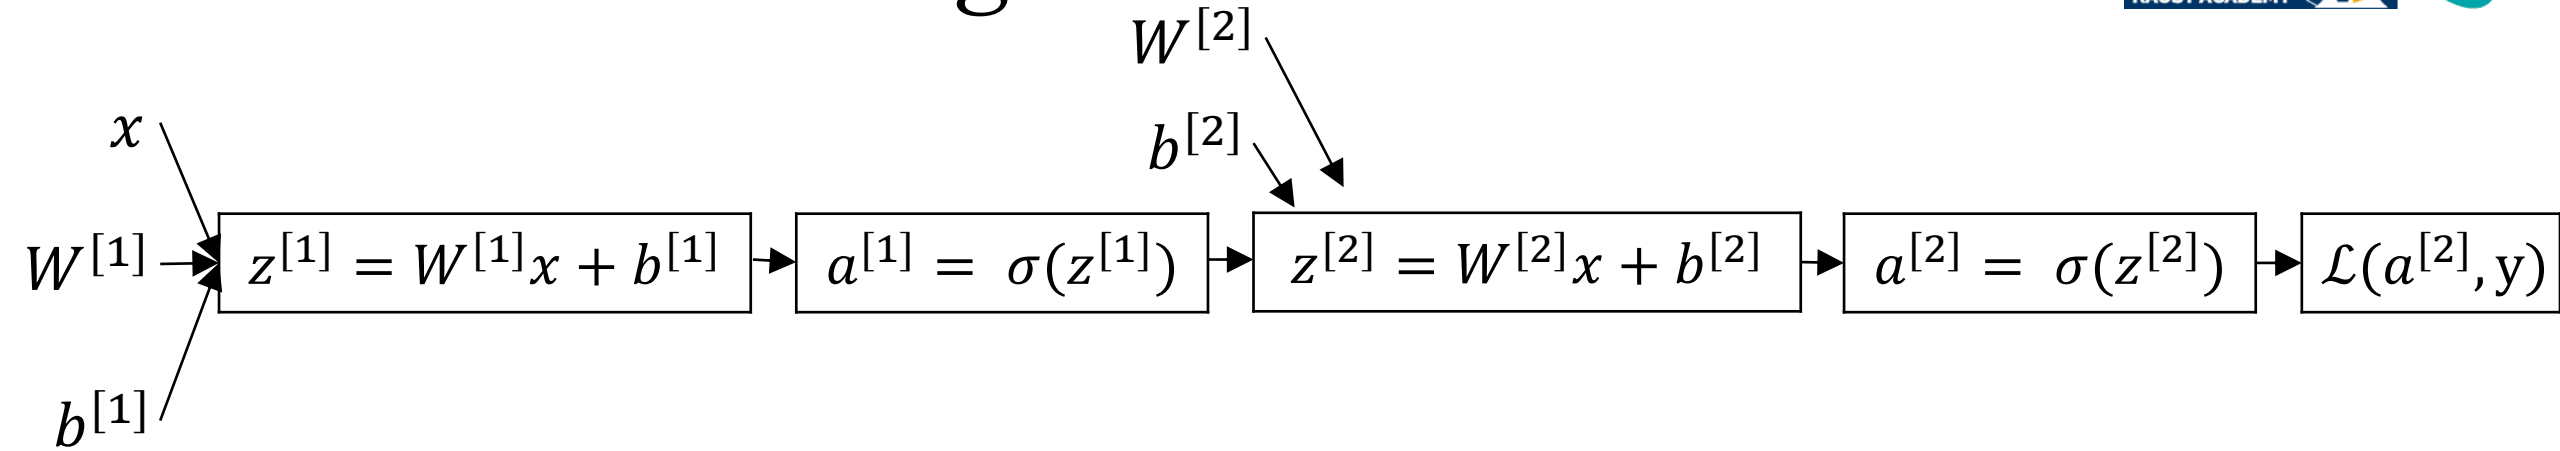 W^{[2]}
x
b^{[2]}
W^{[1]}
z^{[1]} = W^{[1]}x + b^{[1]}
a^{[1]} = σ(z^{[1]})
z^{[2]} = W^{[2]}x + b^{[2]}
a^{[2]} = σ(z^{[2]})
ℒ(a^{[2]}, y)
b^{[1]}